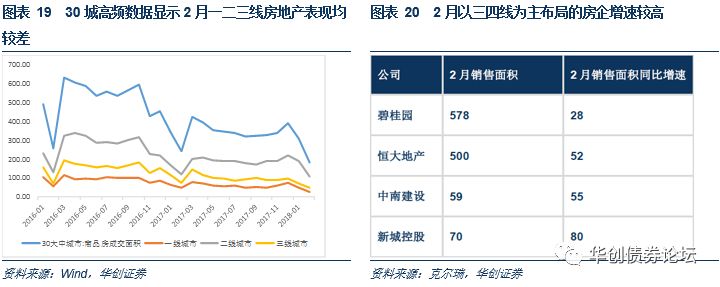 图表 19 30 城高频数据显示 2 月一二三线房地产表现均
较差
700.00
600.00
500.00
400.00
300.00
200.00
100.00
0.00
2016-01
2016-03
2016-05
2016-07
2016-09
2016-11
2017-01
2017-03
2017-05
2017-07
2017-09
2017-11
2018-01
30大中城市:商品房成交面积
一线城市
二线城市
三线城市
资料来源：Wind，华创证券
图表 20 2 月以三四线为主布局的房企增速较高
公司 2 月销售面积 2 月销售面积同比增速
碧桂园 578 28
恒大地产 500 52
中南建设 59 55
新城控股 70 80
资料来源：克尔瑞，华创证券
华创债券论坛